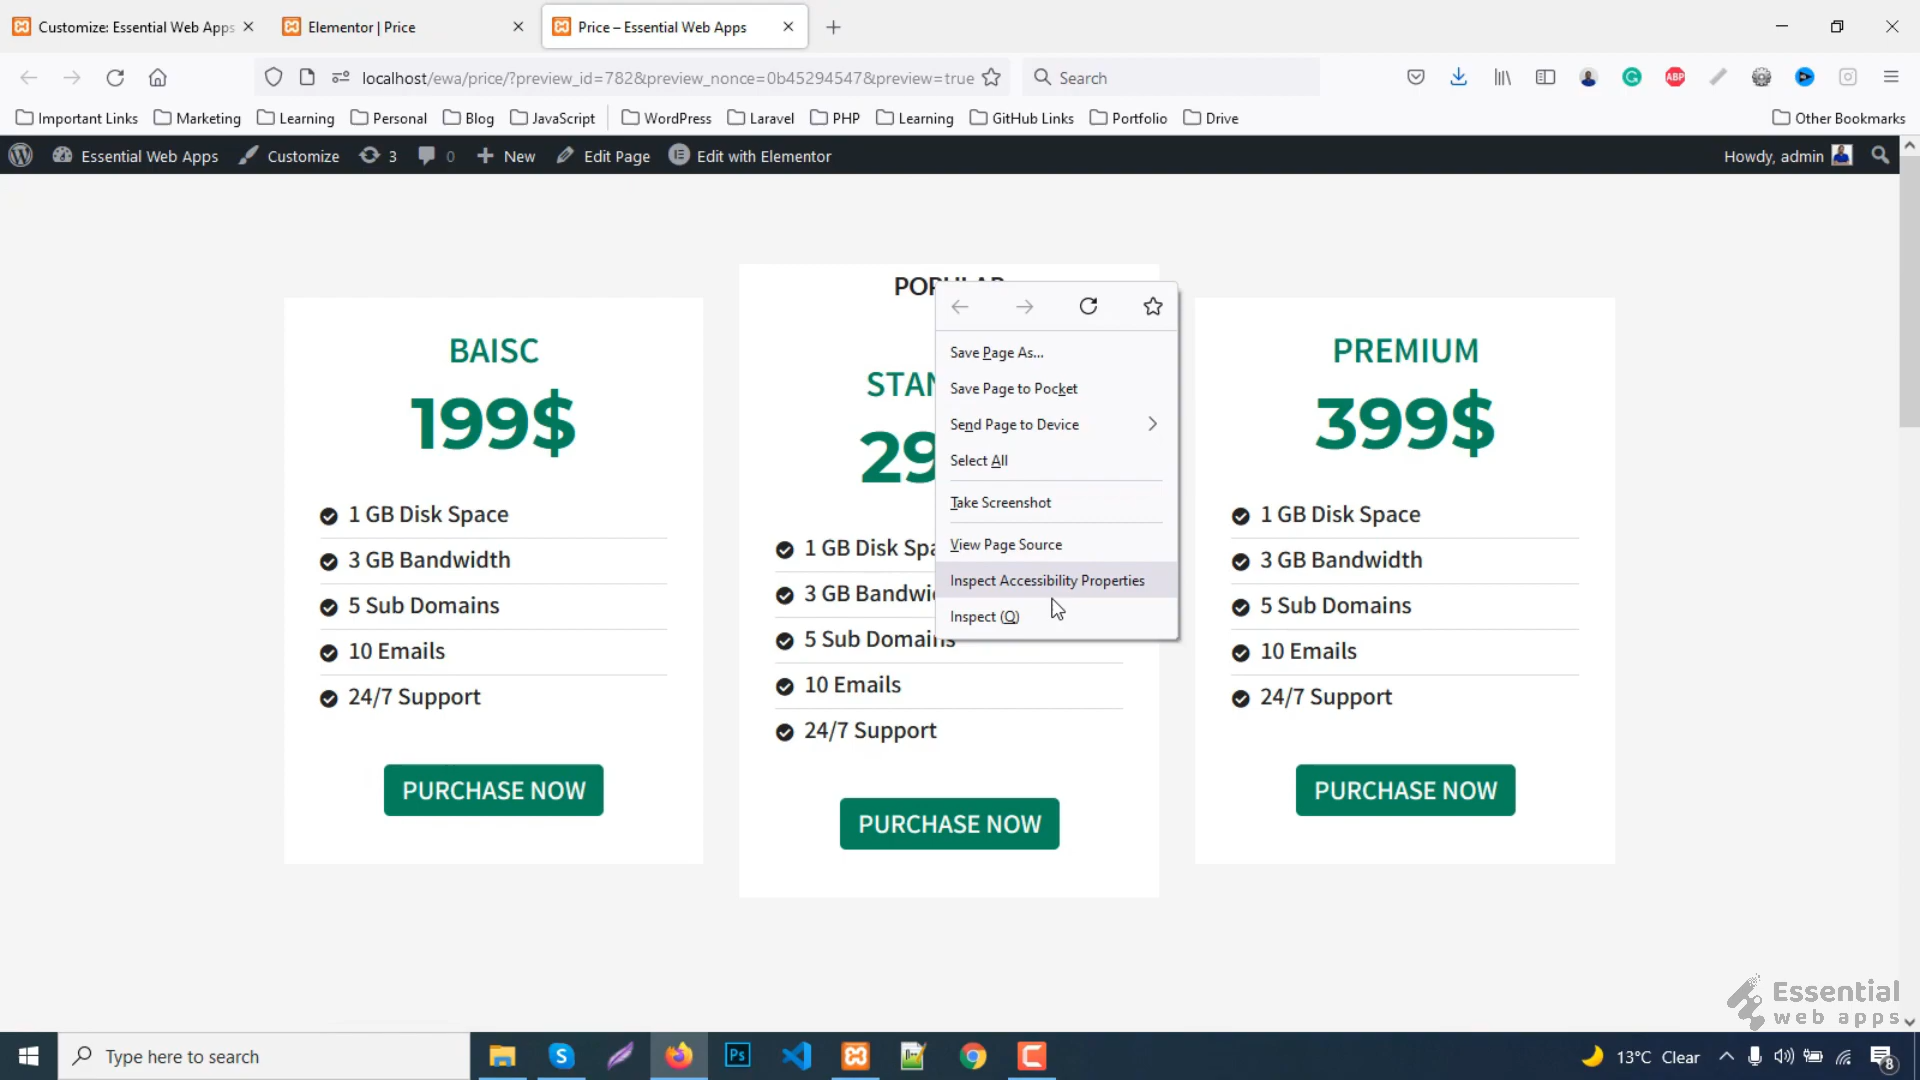 Customize: Essential Web Apps
Elementor | Price
Price – Essential Web Apps
localhost/ewa/price/?preview_id=782&preview_nonce=0b45294547&preview=true
Search
ABP
Important Links
Marketing
Learning
Personal
Blog
JavaScript
WordPress
Laravel
PHP
Learning
GitHub Links
Portfolio
Drive
Other Bookmarks
Essential Web Apps
Customize
3
0
New
Edit Page
Edit with Elementor
Howdy, admin
BAISC
199$
1 GB Disk Space
3 GB Bandwidth
5 Sub Domains
10 Emails
24/7 Support
PURCHASE NOW
POPULAR
STAN
29
1 GB Disk Spa
3 GB Bandwi
5 Sub Domains
10 Emails
24/7 Support
PURCHASE NOW
Save Page As...
Save Page to Pocket
Send Page to Device
Select All
Take Screenshot
View Page Source
Inspect Accessibility Properties
Inspect (Q)
PREMIUM
399$
1 GB Disk Space
3 GB Bandwidth
5 Sub Domains
10 Emails
24/7 Support
PURCHASE NOW
Essential
web apps
Type here to search
Ps
13°C Clear
8